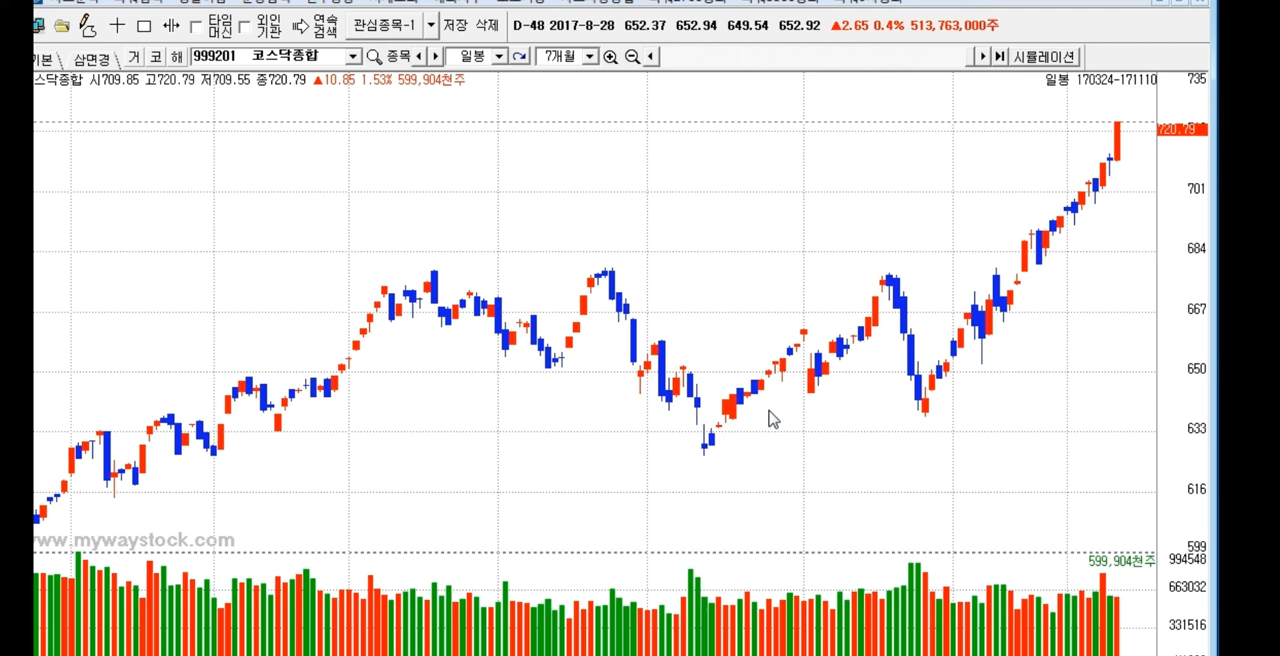 타임머신 외인기관 연속검색 관심종목-1 저장 삭제 D-48 2017-8-28 652.37 652.94 649.54 652.92 ▲2.65 0.4% 513,763,000주
기본 삼면경 거 코 해 999201 코스닥종합 종목 일봉 7개월 시뮬레이션
스닥종합 시709.85 고720.79 저709.55 종720.79 ▲10.85 1.53% 599,904천주 일봉 170324-171110 735
720.79
701
684
667
650
633
616
www.mywaystock.com
599
599,904천주 994548
663032
331516